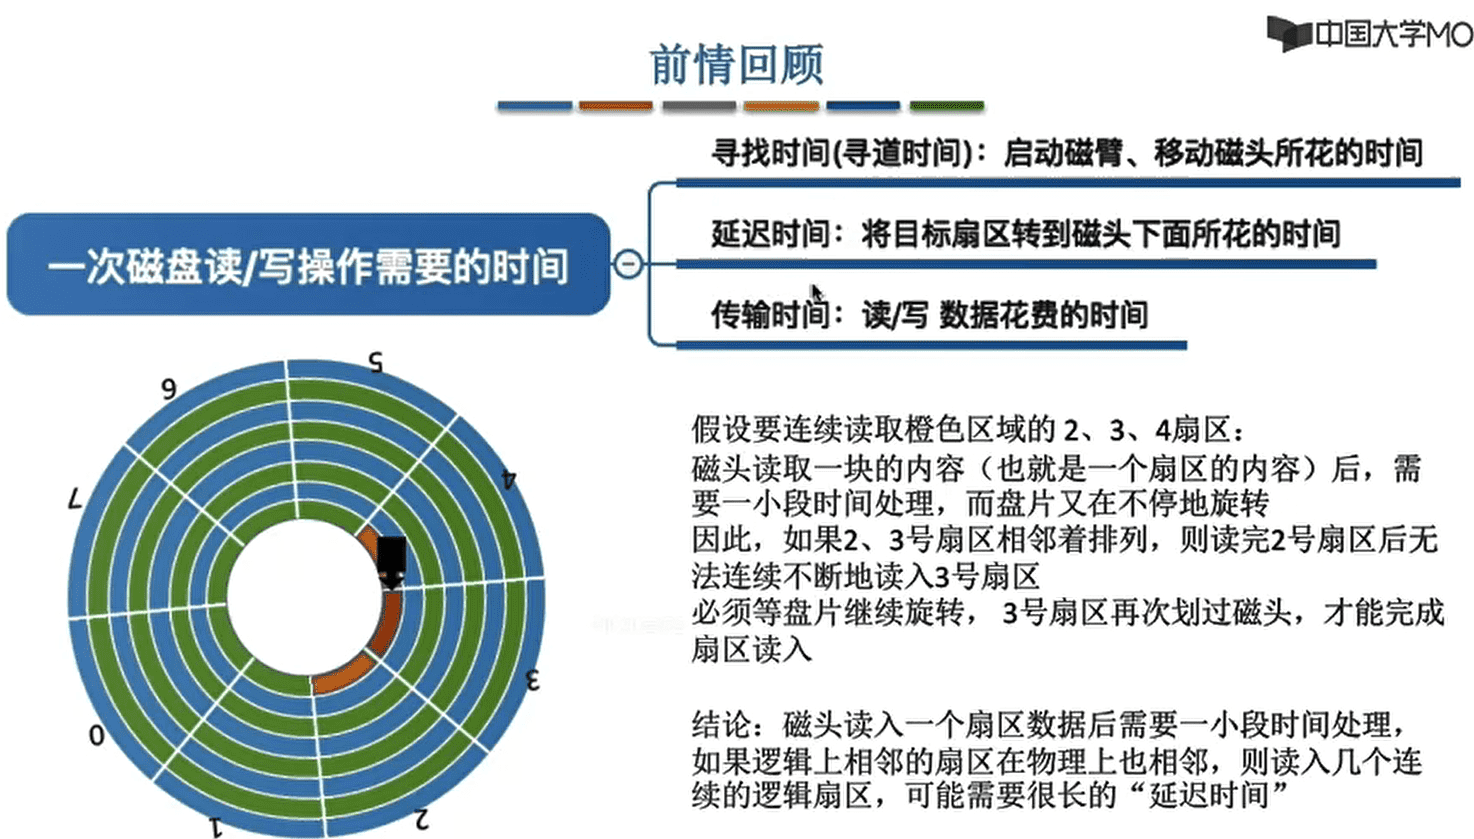 中国大学MO
前情回顾
寻找时间(寻道时间)：启动磁臂、移动磁头所花的时间
延迟时间：将目标扇区转到磁头下面所花的时间
一次磁盘读/写操作需要的时间
传输时间：读/写 数据花费的时间
5
6
4
7
3
0
2
1
假设要连续读取橙色区域的 2、3、4扇区：
磁头读取一块的内容（也就是一个扇区的内容）后，需
要一小段时间处理，而盘片又在不停地旋转
因此，如果2、3号扇区相邻着排列，则读完2号扇区后无
法连续不断地读入3号扇区
必须等盘片继续旋转， 3号扇区再次划过磁头，才能完成
扇区读入
结论：磁头读入一个扇区数据后需要一小段时间处理，
如果逻辑上相邻的扇区在物理上也相邻，则读入几个连
续的逻辑扇区，可能需要很长的“延迟时间”